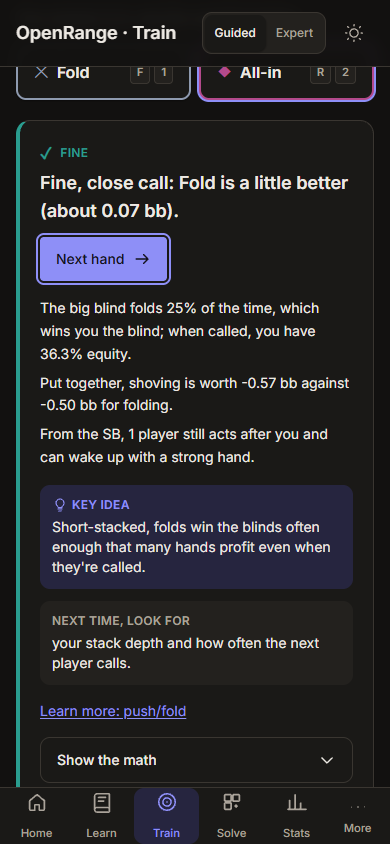 OpenRange · Train
Guided
Expert
Fold
F
1
All-in
R
2
FINE
Fine, close call: Fold is a little better
(about 0.07 bb).
Next hand
The big blind folds 25% of the time, which
wins you the blind; when called, you have
36.3% equity.
Put together, shoving is worth -0.57 bb against
-0.50 bb for folding.
From the SB, 1 player still acts after you and
can wake up with a strong hand.
KEY IDEA
Short-stacked, folds win the blinds often
enough that many hands profit even when
they're called.
NEXT TIME, LOOK FOR
your stack depth and how often the next
player calls.
Learn more: push/fold
Show the math
Home
Learn
Train
Solve
Stats
More